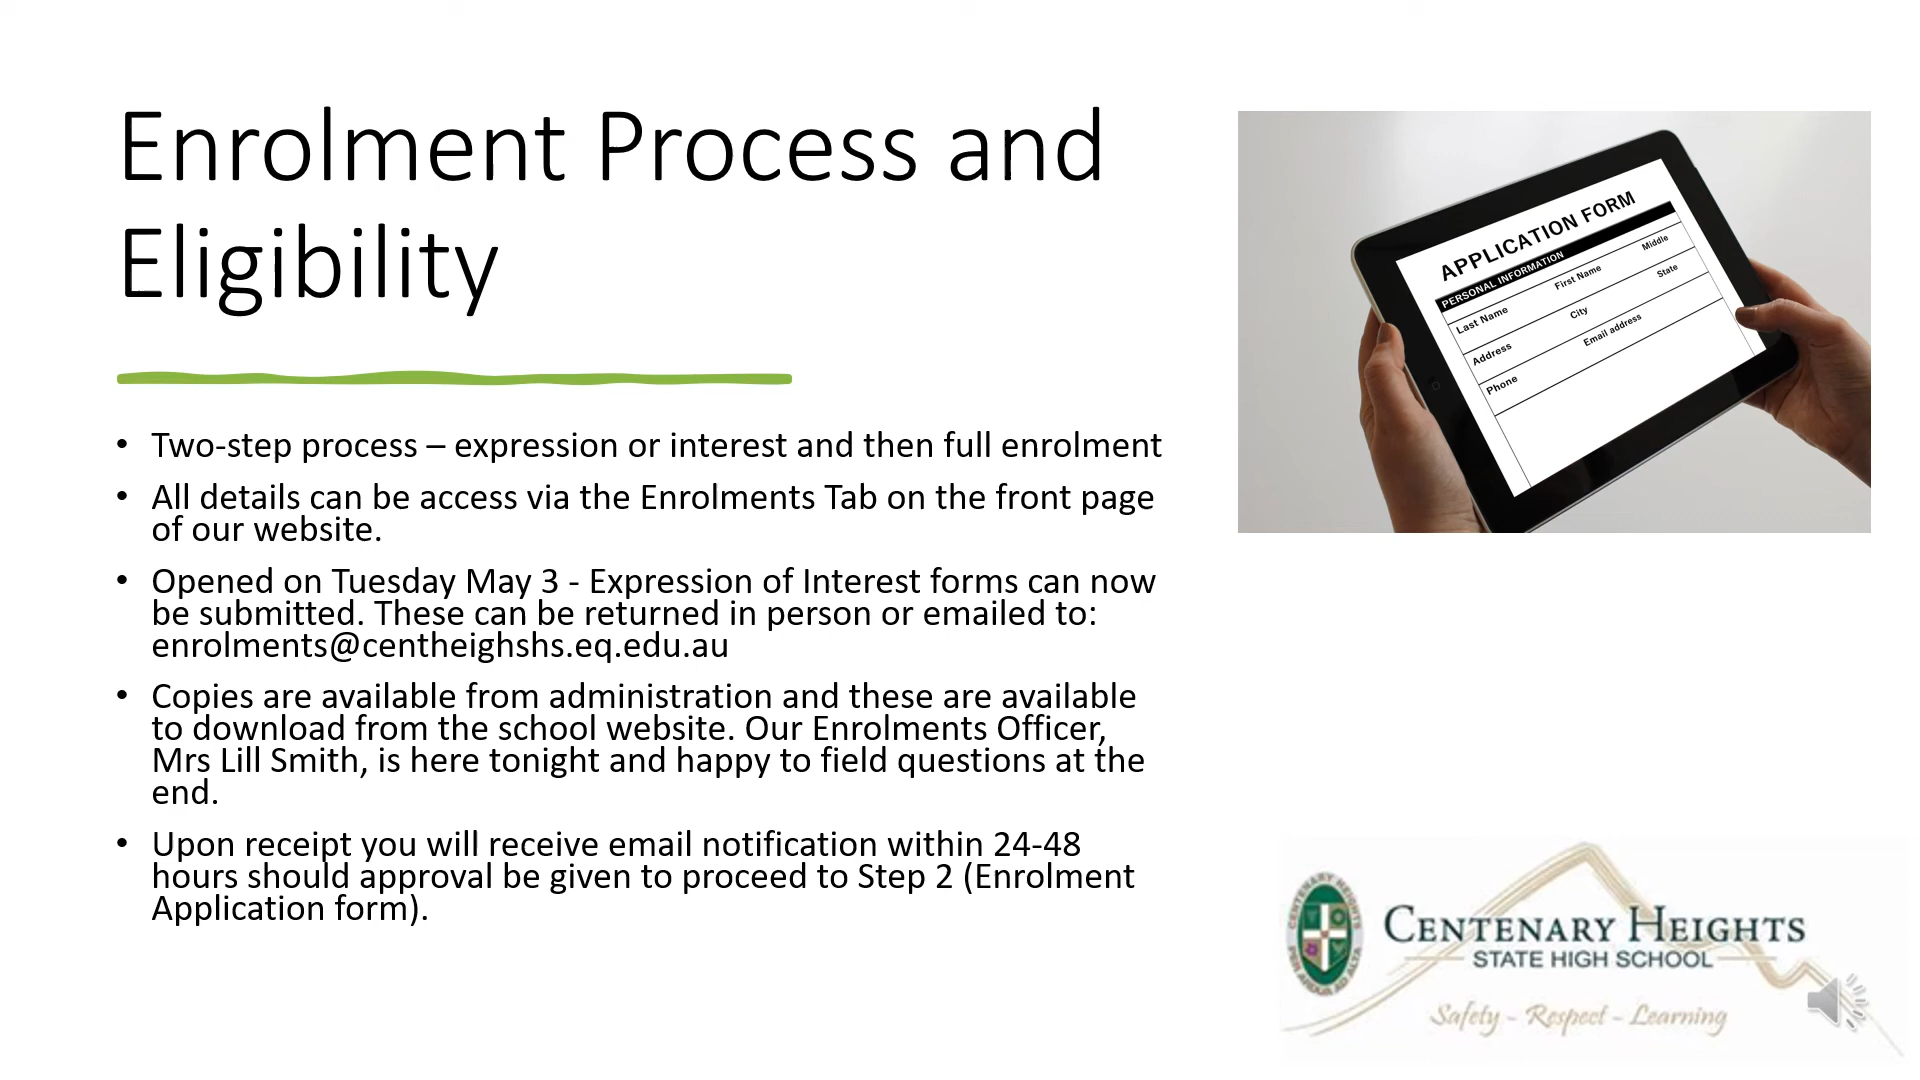 Enrolment Process and
Eligibility
• Two-step process – expression or interest and then full enrolment
• All details can be access via the Enrolments Tab on the front page
of our website.
• Opened on Tuesday May 3 - Expression of Interest forms can now
be submitted. These can be returned in person or emailed to:
enrolments@centheighshs.eq.edu.au
• Copies are available from administration and these are available
to download from the school website. Our Enrolments Officer,
Mrs Lill Smith, is here tonight and happy to field questions at the
end.
• Upon receipt you will receive email notification within 24-48
hours should approval be given to proceed to Step 2 (Enrolment
Application form).
APPLICATION FORM
PERSONAL INFORMATION
Last Name First Name Middle
Address City State
Phone Email address
CENTENARY HEIGHTS
PER ARDUA AD ALTA
CENTENARY HEIGHTS
STATE HIGH SCHOOL
Safety - Respect - Learning